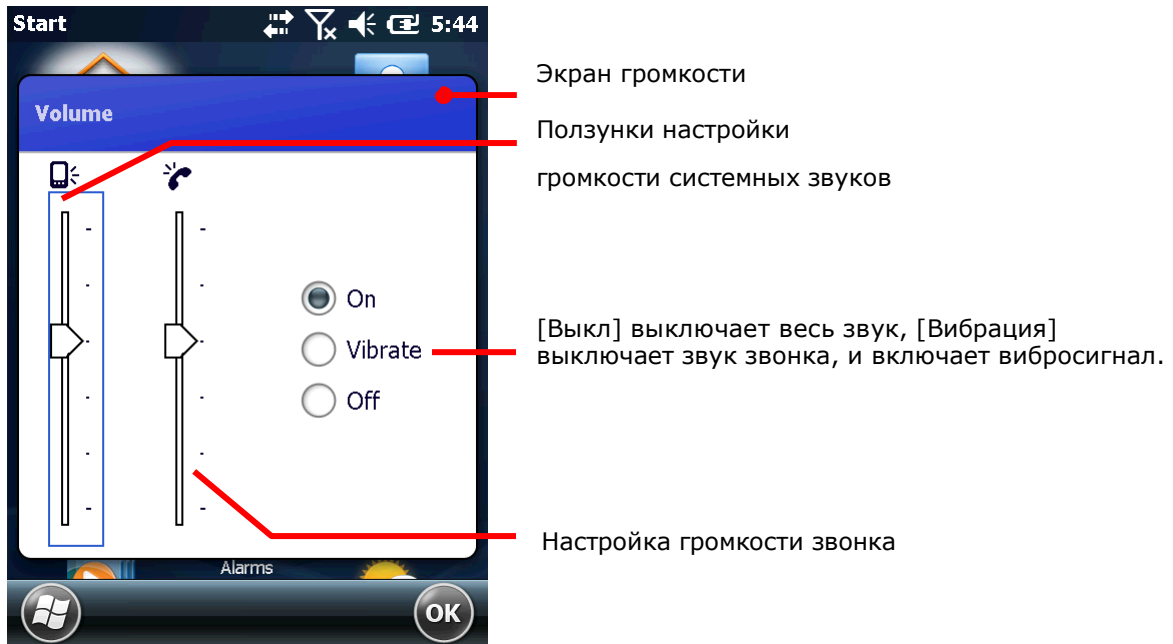 Start
5:44
Volume
On
Vibrate
Off
Alarms
OK
Экран громкости
Ползунки настройки
громкости системных звуков
[Выкл] выключает весь звук, [Вибрация]
выключает звук звонка, и включает вибросигнал.
Настройка громкости звонка